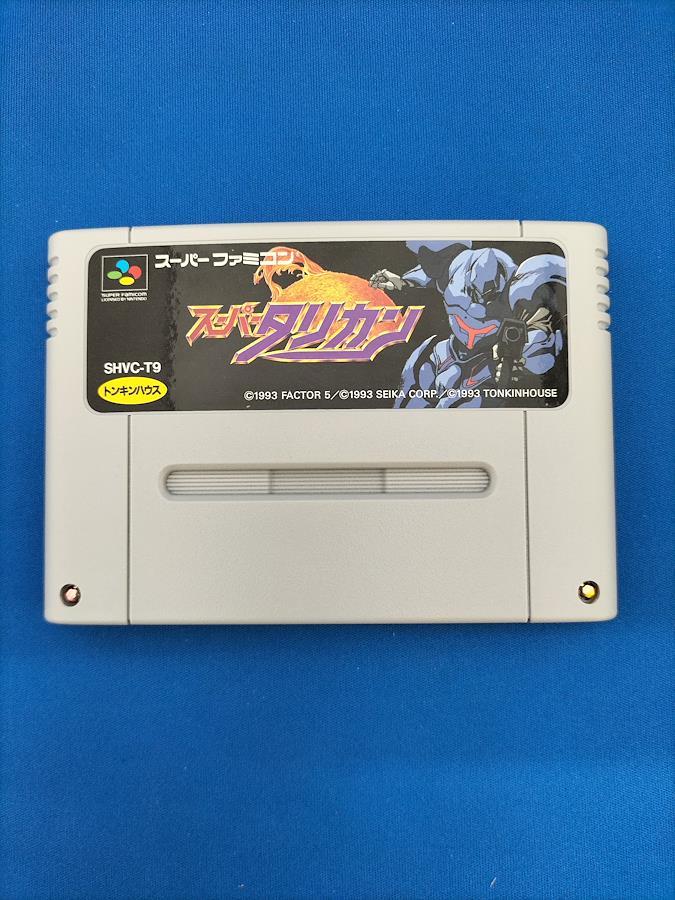 スーパーファミコン
SUPER FAMICOM
LICENSED BY NINTENDO
スーパータリカン
SHVC-T9
トンキンハウス
©1993 FACTOR 5/©1993 SEIKA CORP./©1993 TONKINHOUSE